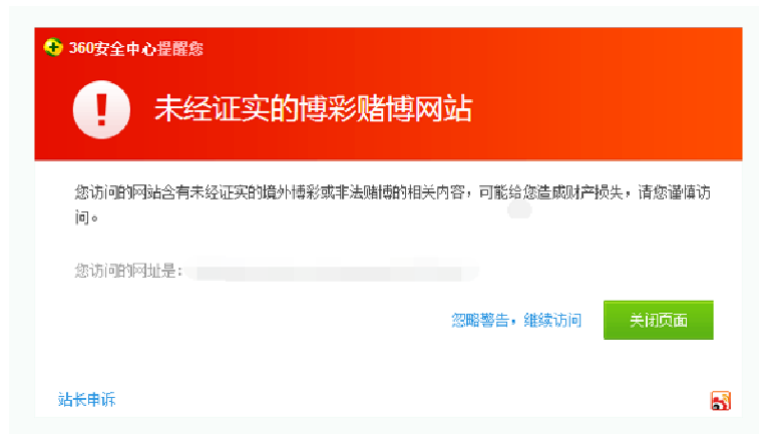 360安全中心提醒您
未经证实的博彩赌博网站
您访问的网站含有未经证实的境外博彩或非法赌博的相关内容，可能给您造成财产损失，请您谨慎访
问。
您访问的网址是：
忽略警告，继续访问
关闭页面
站长申诉